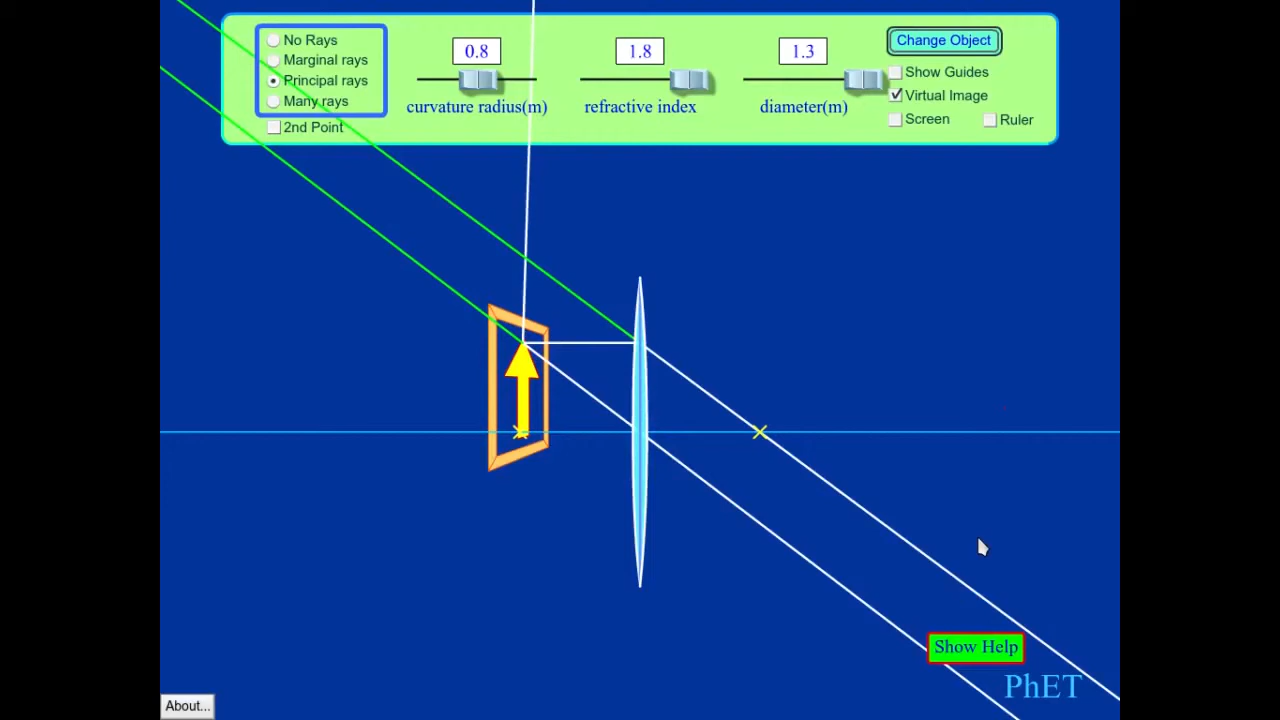 No Rays
Marginal rays
Principal rays
Many rays
2nd Point
0.8
curvature radius(m)
1.8
refractive index
1.3
diameter(m)
Change Object
Show Guides
Virtual Image
Screen
Ruler
Show Help
PhET
About...